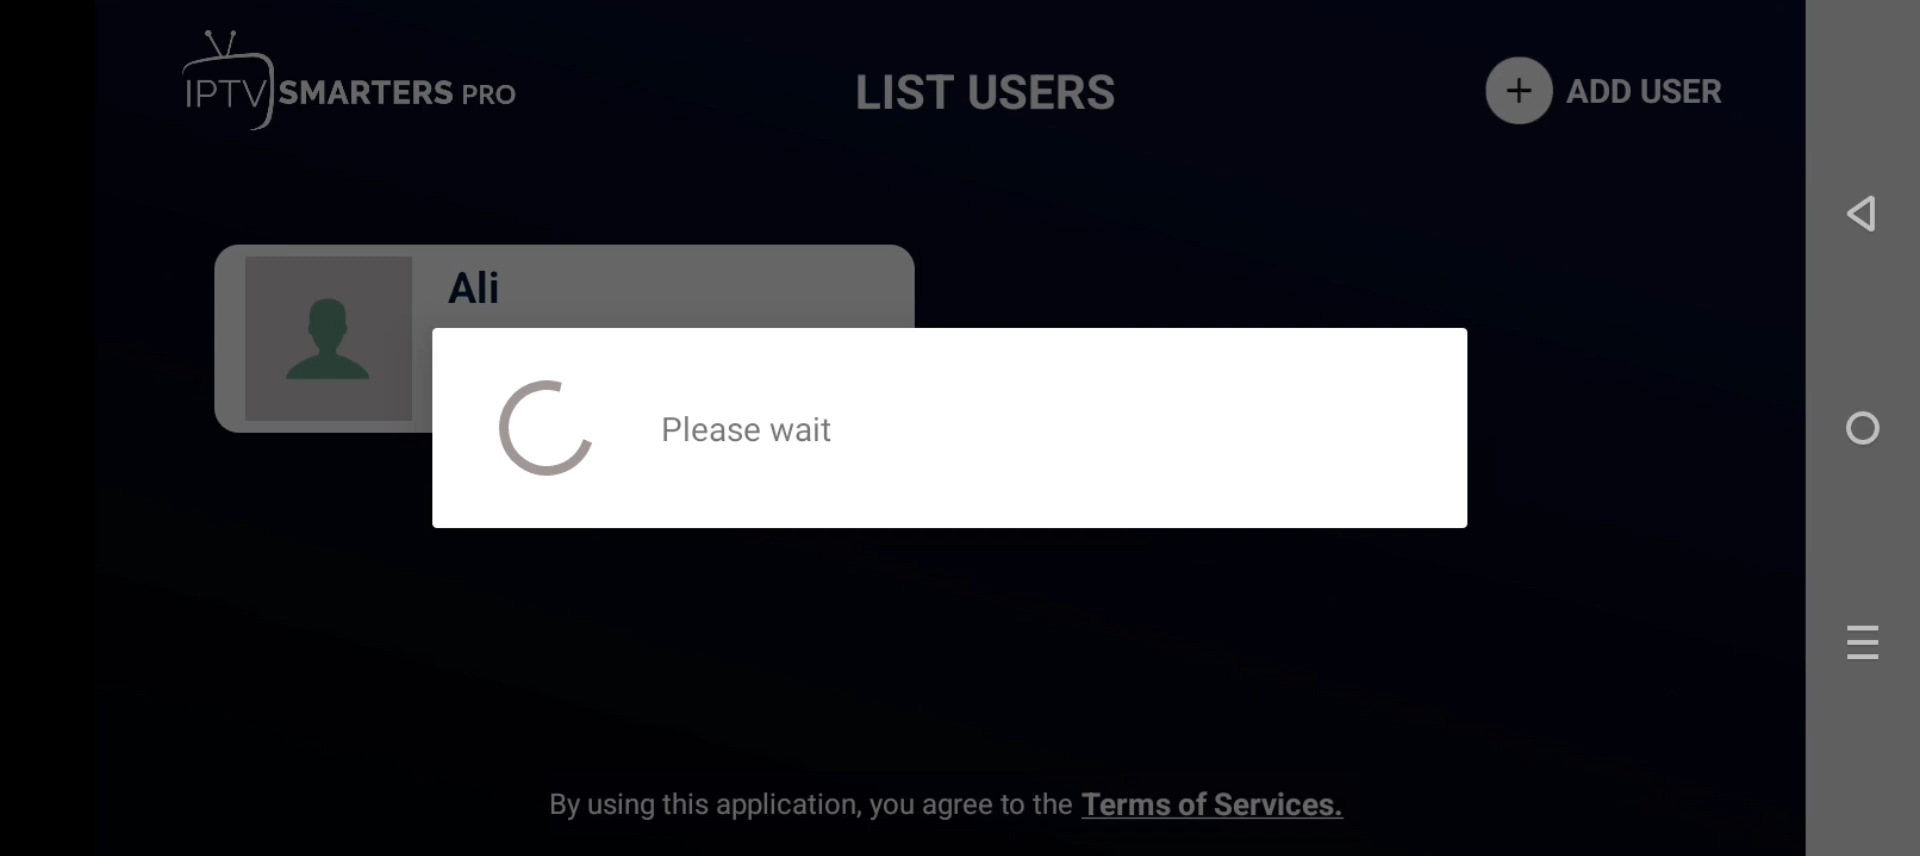 IPTV SMARTERS PRO
LIST USERS
+ ADD USER
Ali
Please wait
By using this application, you agree to the Terms of Services.